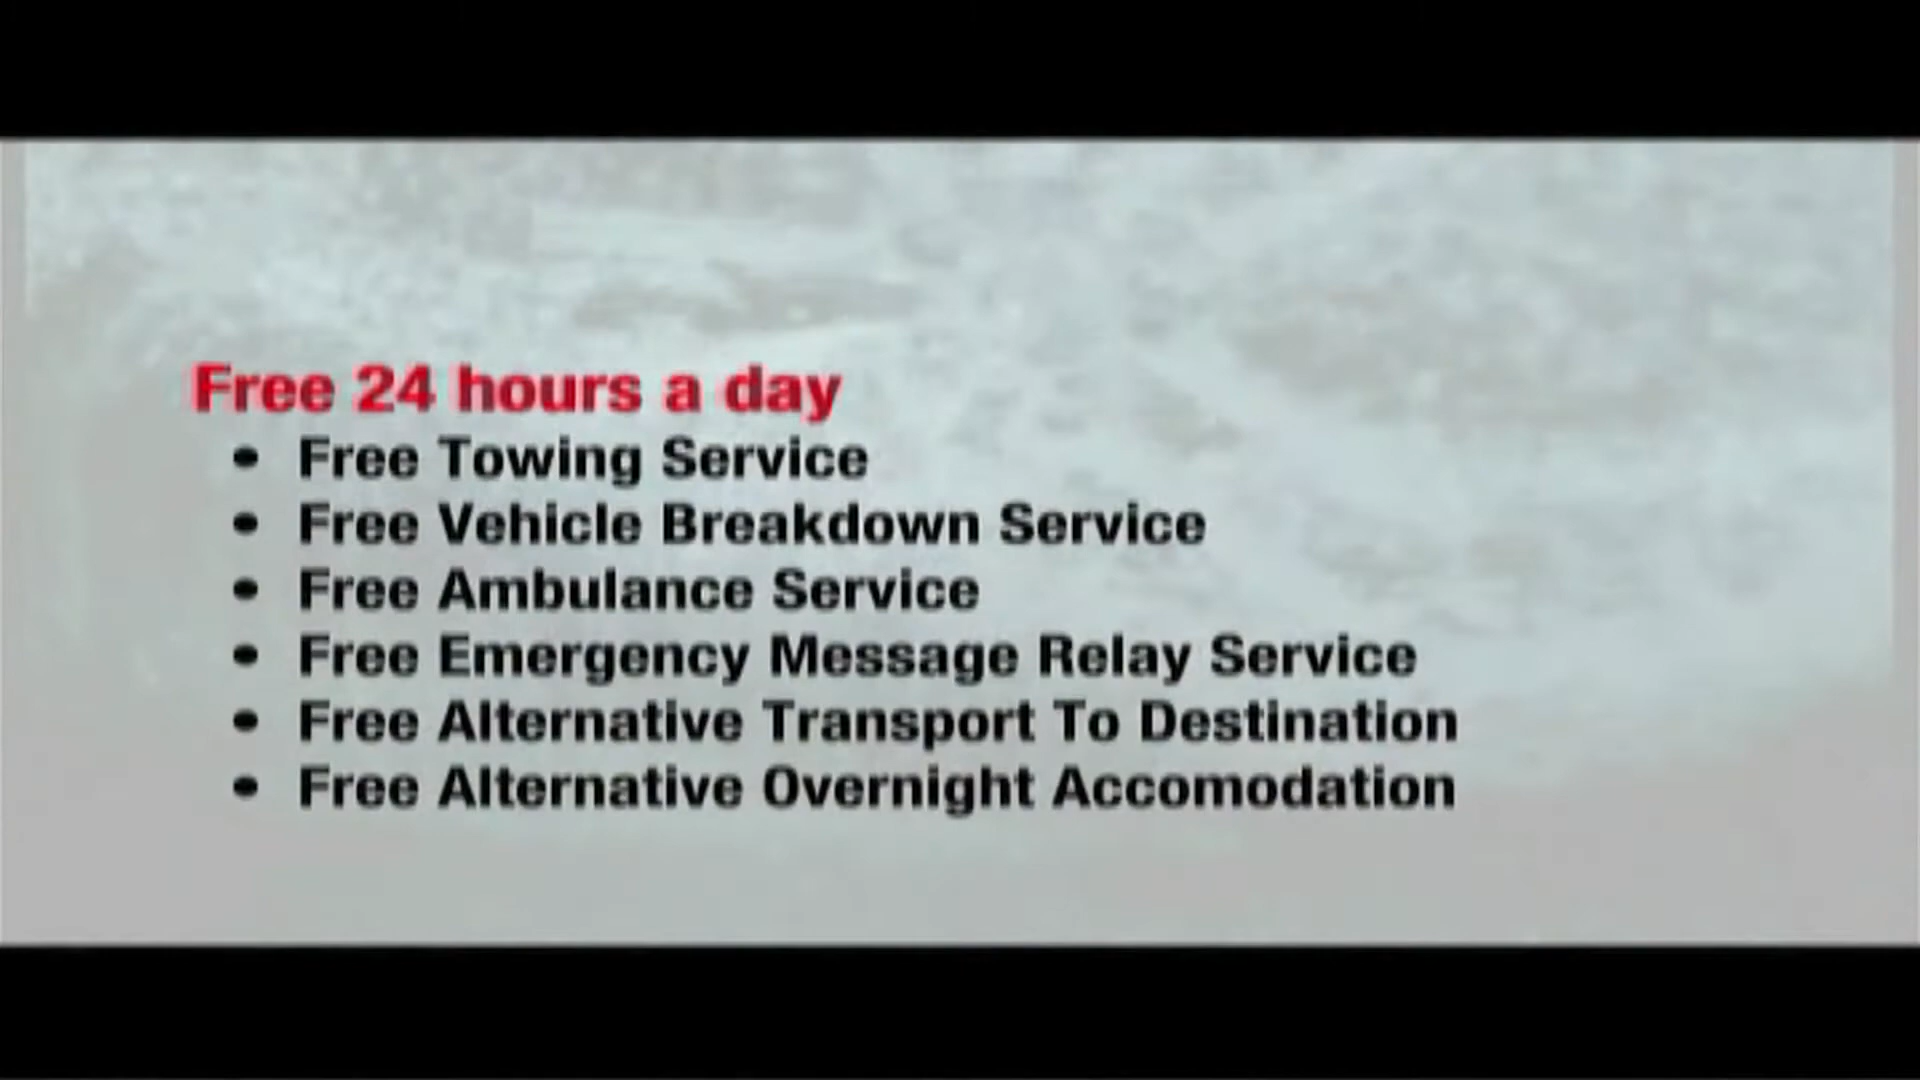 Free 24 hours a day
• Free Towing Service
• Free Vehicle Breakdown Service
• Free Ambulance Service
• Free Emergency Message Relay Service
• Free Alternative Transport To Destination
• Free Alternative Overnight Accomodation